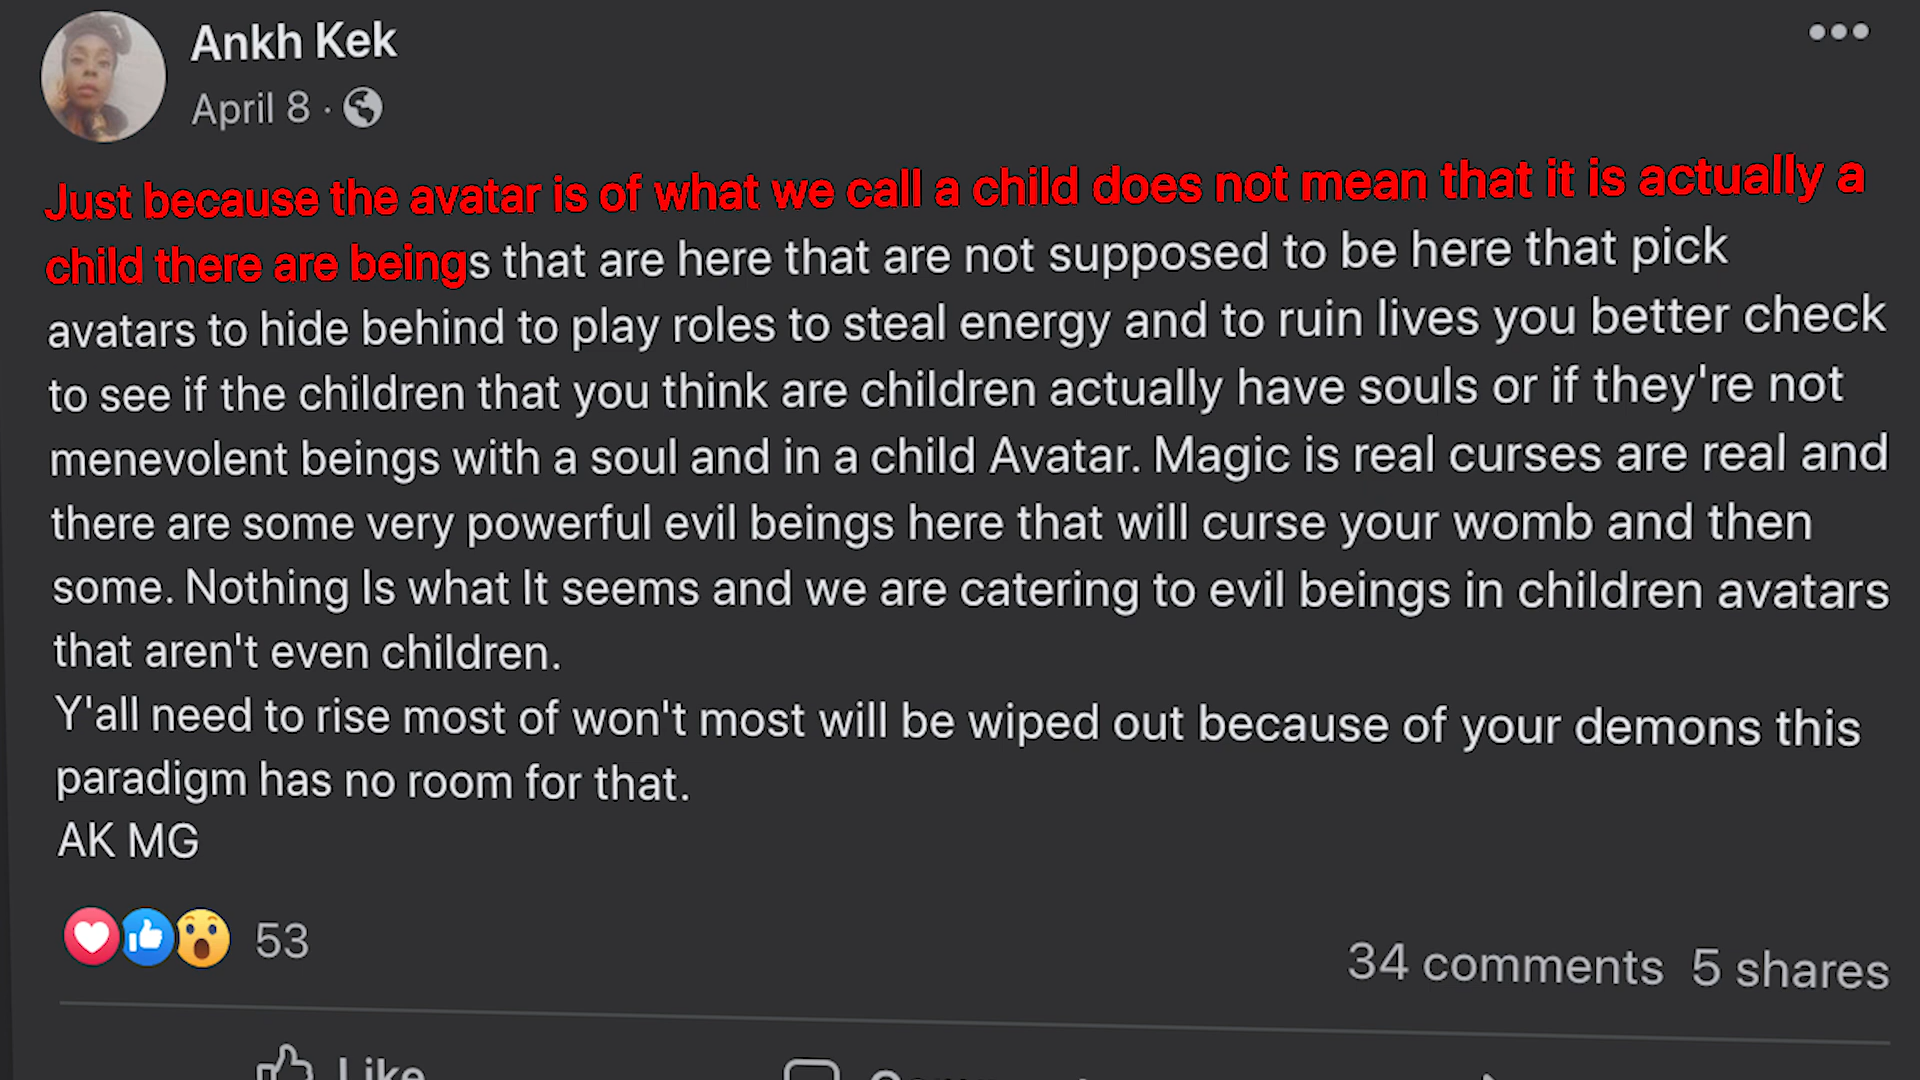 Ankh Kek
April 8 ·
Just because the avatar is of what we call a child does not mean that it is actually a
child there are beings that are here that are not supposed to be here that pick
avatars to hide behind to play roles to steal energy and to ruin lives you better check
to see if the children that you think are children actually have souls or if they're not
menevolent beings with a soul and in a child Avatar. Magic is real curses are real and
there are some very powerful evil beings here that will curse your womb and then
some. Nothing Is what It seems and we are catering to evil beings in children avatars
that aren't even children.
Y'all need to rise most of won't most will be wiped out because of your demons this
paradigm has no room for that.
AK MG
53
34 comments 5 shares
Like